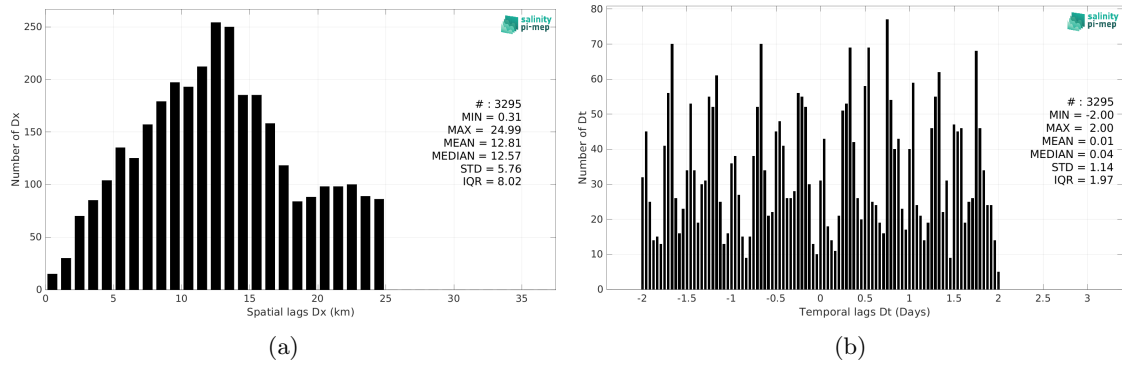 250
200
150
100
50
0
Number of Dx
0 5 10 15 20 25 30 35
Spatial lags Dx (km)
salinity
pi-mep
# : 3295
MIN = 0.31
MAX = 24.99
MEAN = 12.81
MEDIAN = 12.57
STD = 5.76
IQR = 8.02
(a)
80
70
60
50
40
30
20
10
0
Number of Dt
-2 -1.5 -1 -0.5 0 0.5 1 1.5 2 2.5 3
Temporal lags Dt (Days)
salinity
pi-mep
# : 3295
MIN = -2.00
MAX = 2.00
MEAN = 0.01
MEDIAN = 0.04
STD = 1.14
IQR = 1.97
(b)